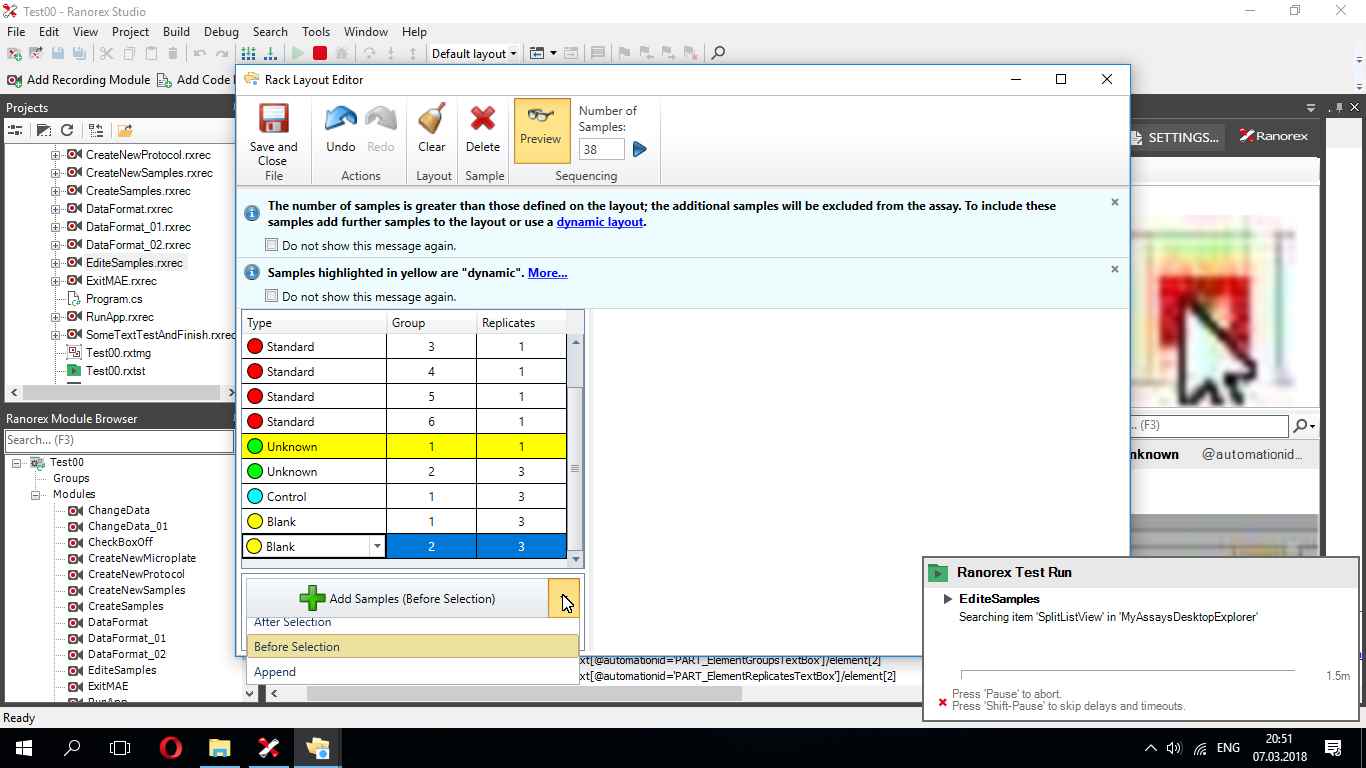 Test00 - Ranorex Studio
File Edit View Project Build Debug Search Tools Window Help
Default layout
Add Recording Module Add Code
Rack Layout Editor
Save and Close
File
Undo Redo
Actions
Clear
Layout
Delete
Sample
Preview
Number of Samples:
38
Sequencing
The number of samples is greater than those defined on the layout; the additional samples will be excluded from the assay. To include these
samples add further samples to the layout or use a dynamic layout.
Do not show this message again.
Samples highlighted in yellow are "dynamic". More...
Do not show this message again.
Type Group Replicates
Standard 3 1
Standard 4 1
Standard 5 1
Standard 6 1
Unknown 1 1
Unknown 2 3
Control 1 3
Blank 1 3
Blank 2 3
Add Samples (Before Selection)
After Selection
Before Selection
Append
Projects
CreateNewProtocol.rxrec
CreateNewSamples.rxrec
CreateSamples.rxrec
DataFormat.rxrec
DataFormat_01.rxrec
DataFormat_02.rxrec
EditeSamples.rxrec
ExitMAE.rxrec
Program.cs
RunApp.rxrec
SomeTextTestAndFinish.rxrec
Test00.rxtmg
Test00.rxtst
Ranorex Module Browser
Search... (F3)
Test00
Groups
Modules
ChangeData
ChangeData_01
CheckBoxOff
CreateNewMicroplate
CreateNewProtocol
CreateNewSamples
CreateSamples
DataFormat
DataFormat_01
DataFormat_02
EditeSamples
ExitMAE
RunApp
SETTINGS... Ranorex
... (F3)
nknown @automationid...
xt[@automationid='PART_ElementGroupsTextBox']/element[2]
xt[@automationid='PART_ElementReplicatesTextBox']/element[2]
Ranorex Test Run
EditeSamples
Searching item 'SplitListView' in 'MyAssaysDesktopExplorer'
1.5m
Press 'Pause' to abort.
Press 'Shift-Pause' to skip delays and timeouts.
Ready
ENG
20:51
07.03.2018